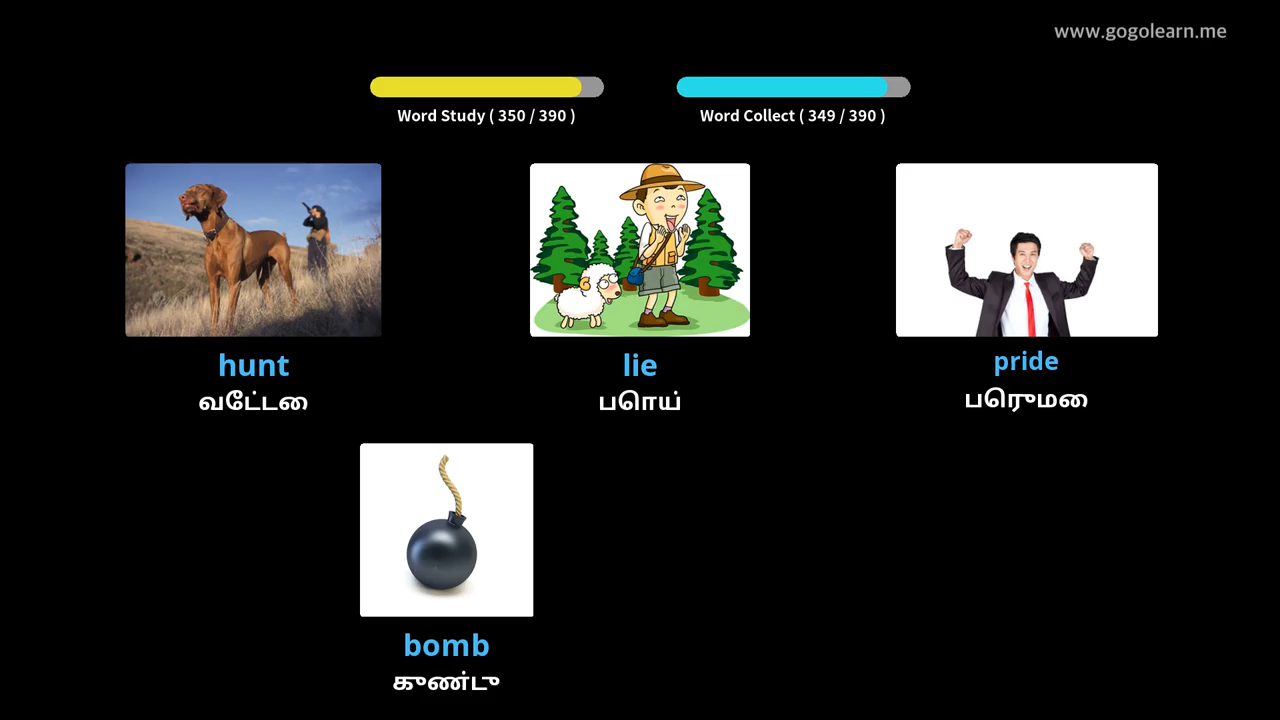 www.gogolearn.me
Word Study ( 350 / 390 )
Word Collect ( 349 / 390 )
hunt
வேட்டை
lie
பொய்
pride
பெருமை
bomb
குண்டு